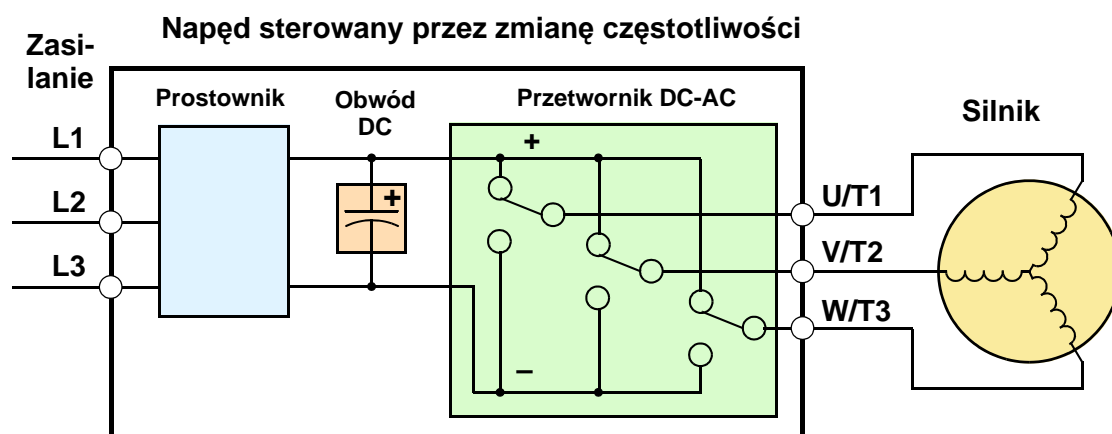 Napęd sterowany przez zmianę częstotliwości
Zasi-
lanie
Prostownik
Obwód
DC
Przetwornik DC-AC
Silnik
L1
L2
L3
+
+
–
U/T1
V/T2
W/T3